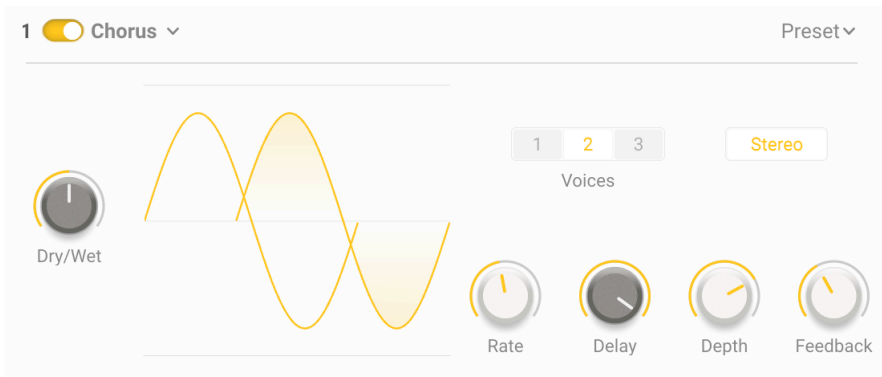 1 Chorus
Preset
1 2 3
Stereo
Voices
Dry/Wet
Rate
Delay
Depth
Feedback